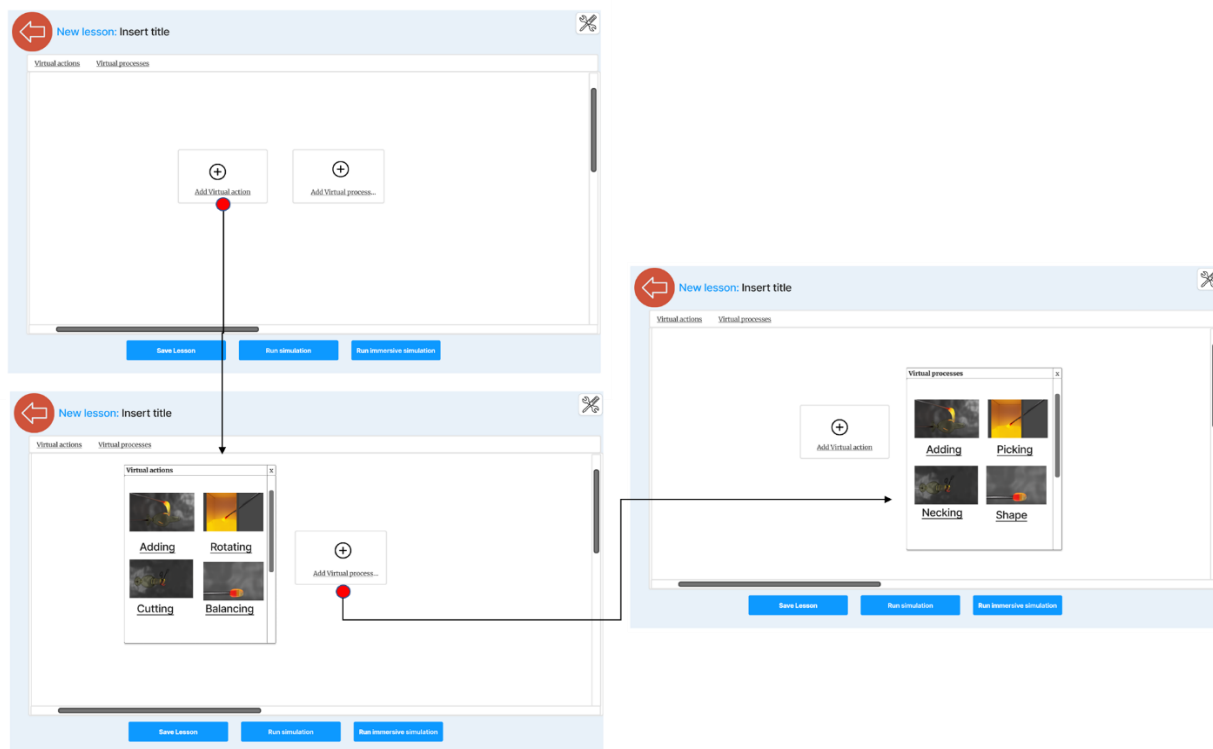 New lesson: Insert title
Virtual actions Virtual processes
Add Virtual action Add Virtual process...
Save Lesson Run simulation Run immersive simulation
New lesson: Insert title
Virtual actions Virtual processes
Virtual actions x
Adding Rotating
Cutting Balancing
Add Virtual process...
Save Lesson Run simulation Run immersive simulation
New lesson: Insert title
Virtual actions Virtual processes
Add Virtual action
Virtual processes x
Adding Picking
Necking Shape
Save Lesson Run simulation Run immersive simulation